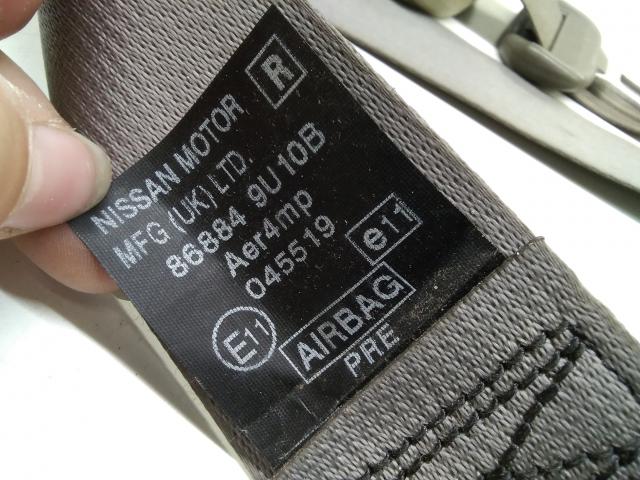 R
NISSAN MOTOR
MFG (UK) LTD.
86884 9U10B
Aer4mp
045519
e11
E11
AIRBAG
PRE